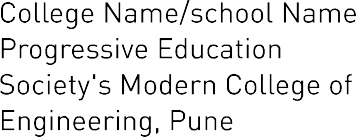 College Name/school Name
Progressive Education
Society's Modern College of
Engineering, Pune